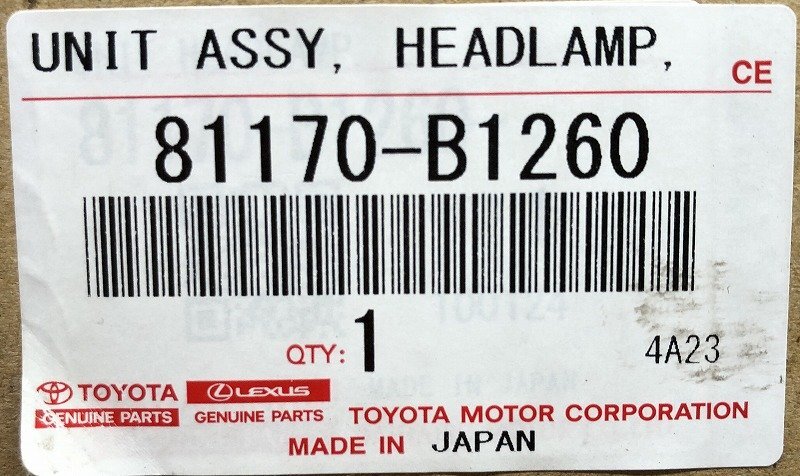 UNIT ASSY, HEADLAMP,
CE
81170-B1260
QTY: 1
4A23
TOYOTA LEXUS
GENUINE PARTS GENUINE PARTS TOYOTA MOTOR CORPORATION
MADE IN JAPAN